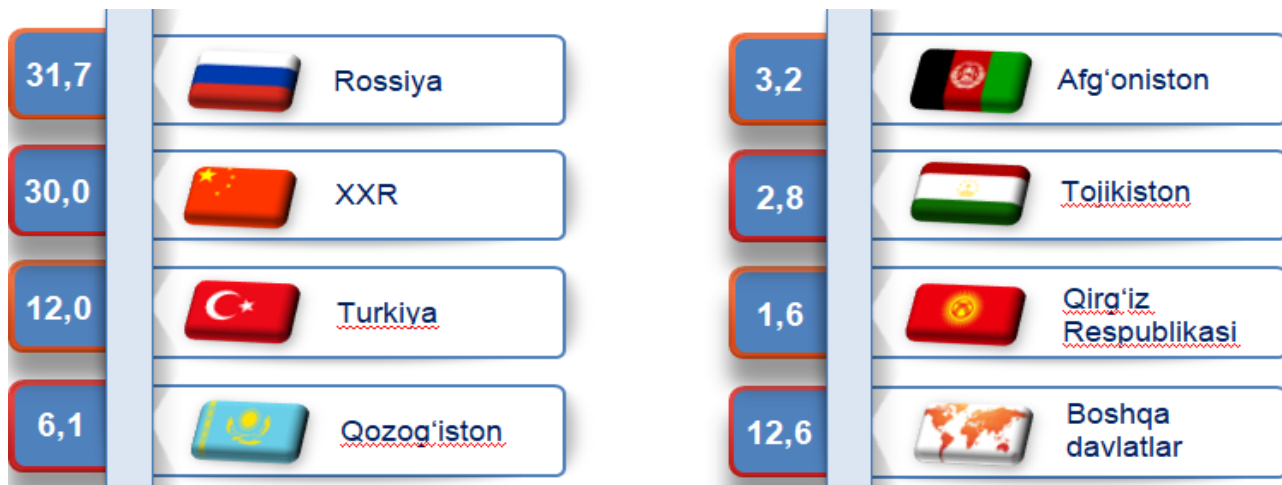 31,7
Rossiya
30,0
XXR
12,0
Turkiya
6,1
Qozog‘iston
3,2
Afg‘oniston
2,8
Tojikiston
1,6
Qirg‘iz
Respublikasi
12,6
Boshqa
davlatlar